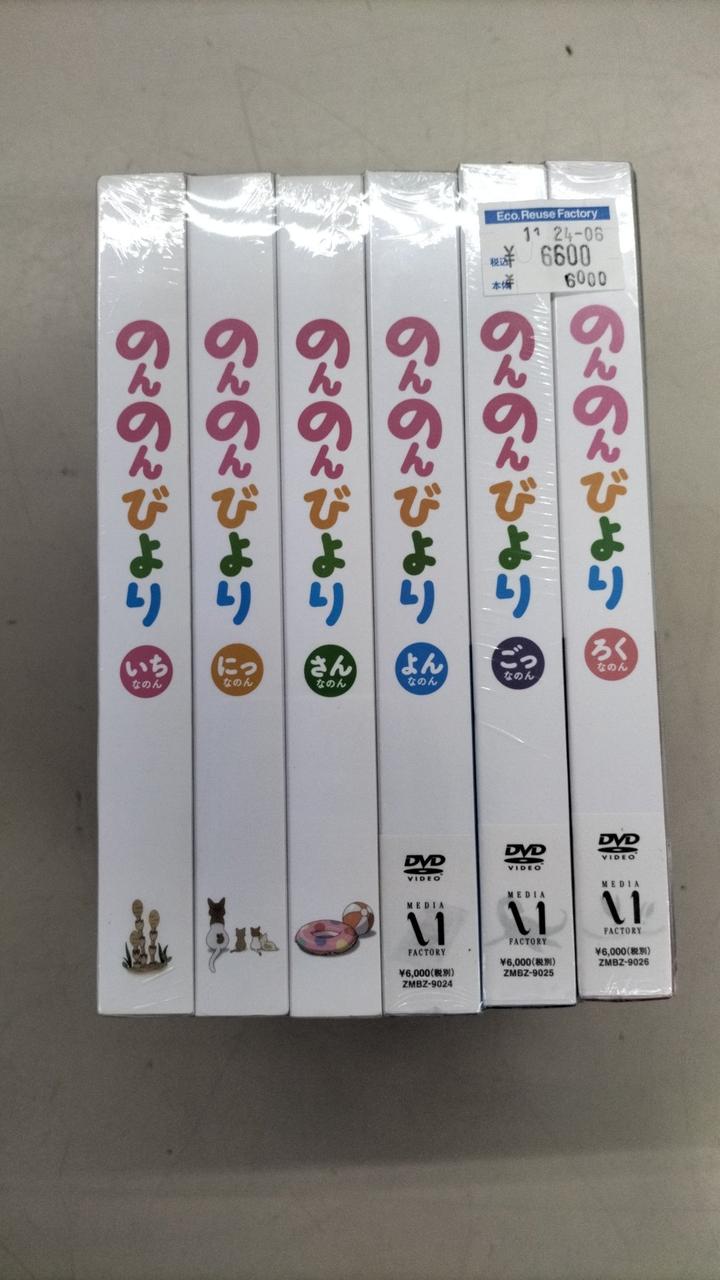 Eco.Reuse Factory
11 24-06
税込 ¥ 6600
本体 ¥ 6000
のんのんびより
いち
なのん
のんのんびより
にっ
なのん
のんのんびより
さん
なのん
のんのんびより
よん
なのん
DVD
VIDEO
MEDIA
FACTORY
¥6,000(税別)
ZMBZ-9024
のんのんびより
ごっ
なのん
DVD
VIDEO
MEDIA
FACTORY
¥6,000(税別)
ZMBZ-9025
のんのんびより
ろく
なのん
DVD
VIDEO
MEDIA
FACTORY
¥6,000(税別)
ZMBZ-9026